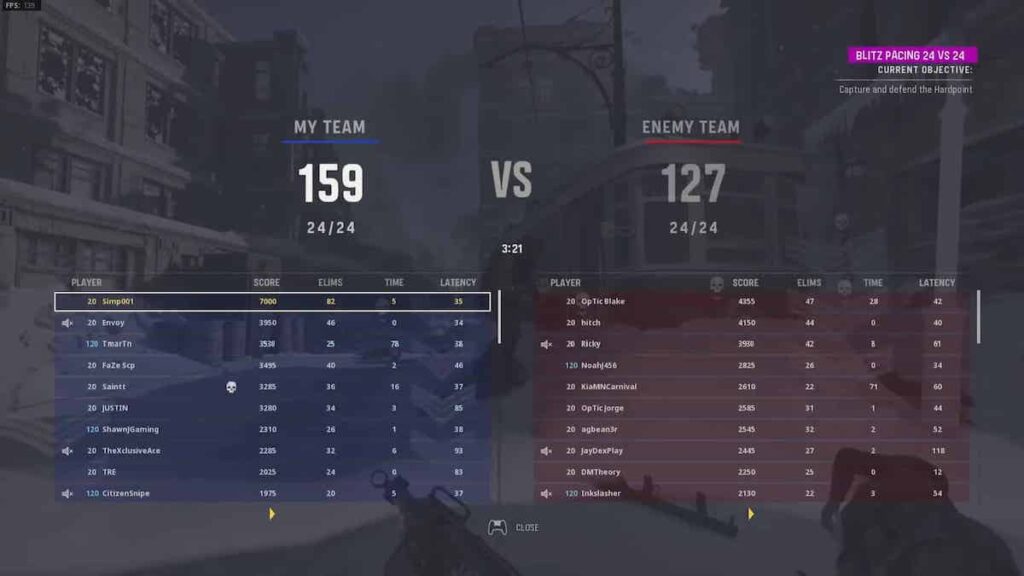 FPS: 139
BLITZ PACING 24 VS 24
CURRENT OBJECTIVE:
Capture and defend the Hardpoint
MY TEAM VS ENEMY TEAM
159 127
24/24 24/24
3:21
PLAYER SCORE ELIMS TIME LATENCY
20 Simp001 7000 82 5 35
20 Envoy 3950 46 0 34
120 TmarTn 3530 25 78 38
20 FaZe Scp 3495 40 2 46
20 Saintt 3285 36 16 37
20 JUSTIN 3280 34 3 85
120 ShawnJGaming 2310 26 1 38
20 TheXclusiveAce 2285 32 6 93
20 TRE 2025 24 0 83
120 CitizenSnipe 1975 20 5 37
PLAYER SCORE ELIMS TIME LATENCY
20 OpTic Blake 4355 47 28 42
20 hitch 4150 44 0 40
20 Ricky 3930 42 8 61
120 NoahJ456 2825 26 0 34
20 KiaMNCarnival 2610 22 71 60
20 OpTic Jorge 2585 31 1 44
20 agbean3r 2545 32 2 52
20 JayDexPlay 2445 27 2 118
20 DMTheory 2250 25 0 12
120 Inkslasher 2130 22 3 54
CLOSE